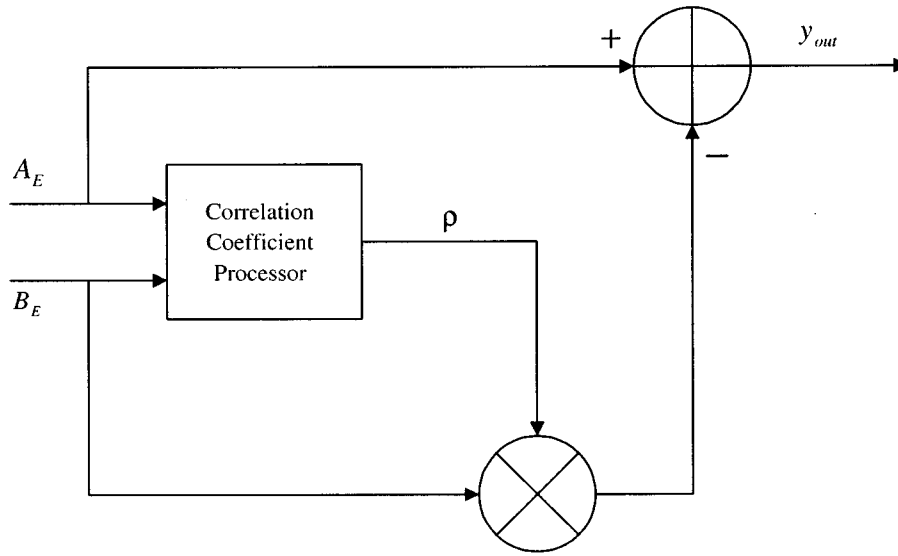 +
y_out
A_E
Correlation
Coefficient
Processor
ρ
−
B_E